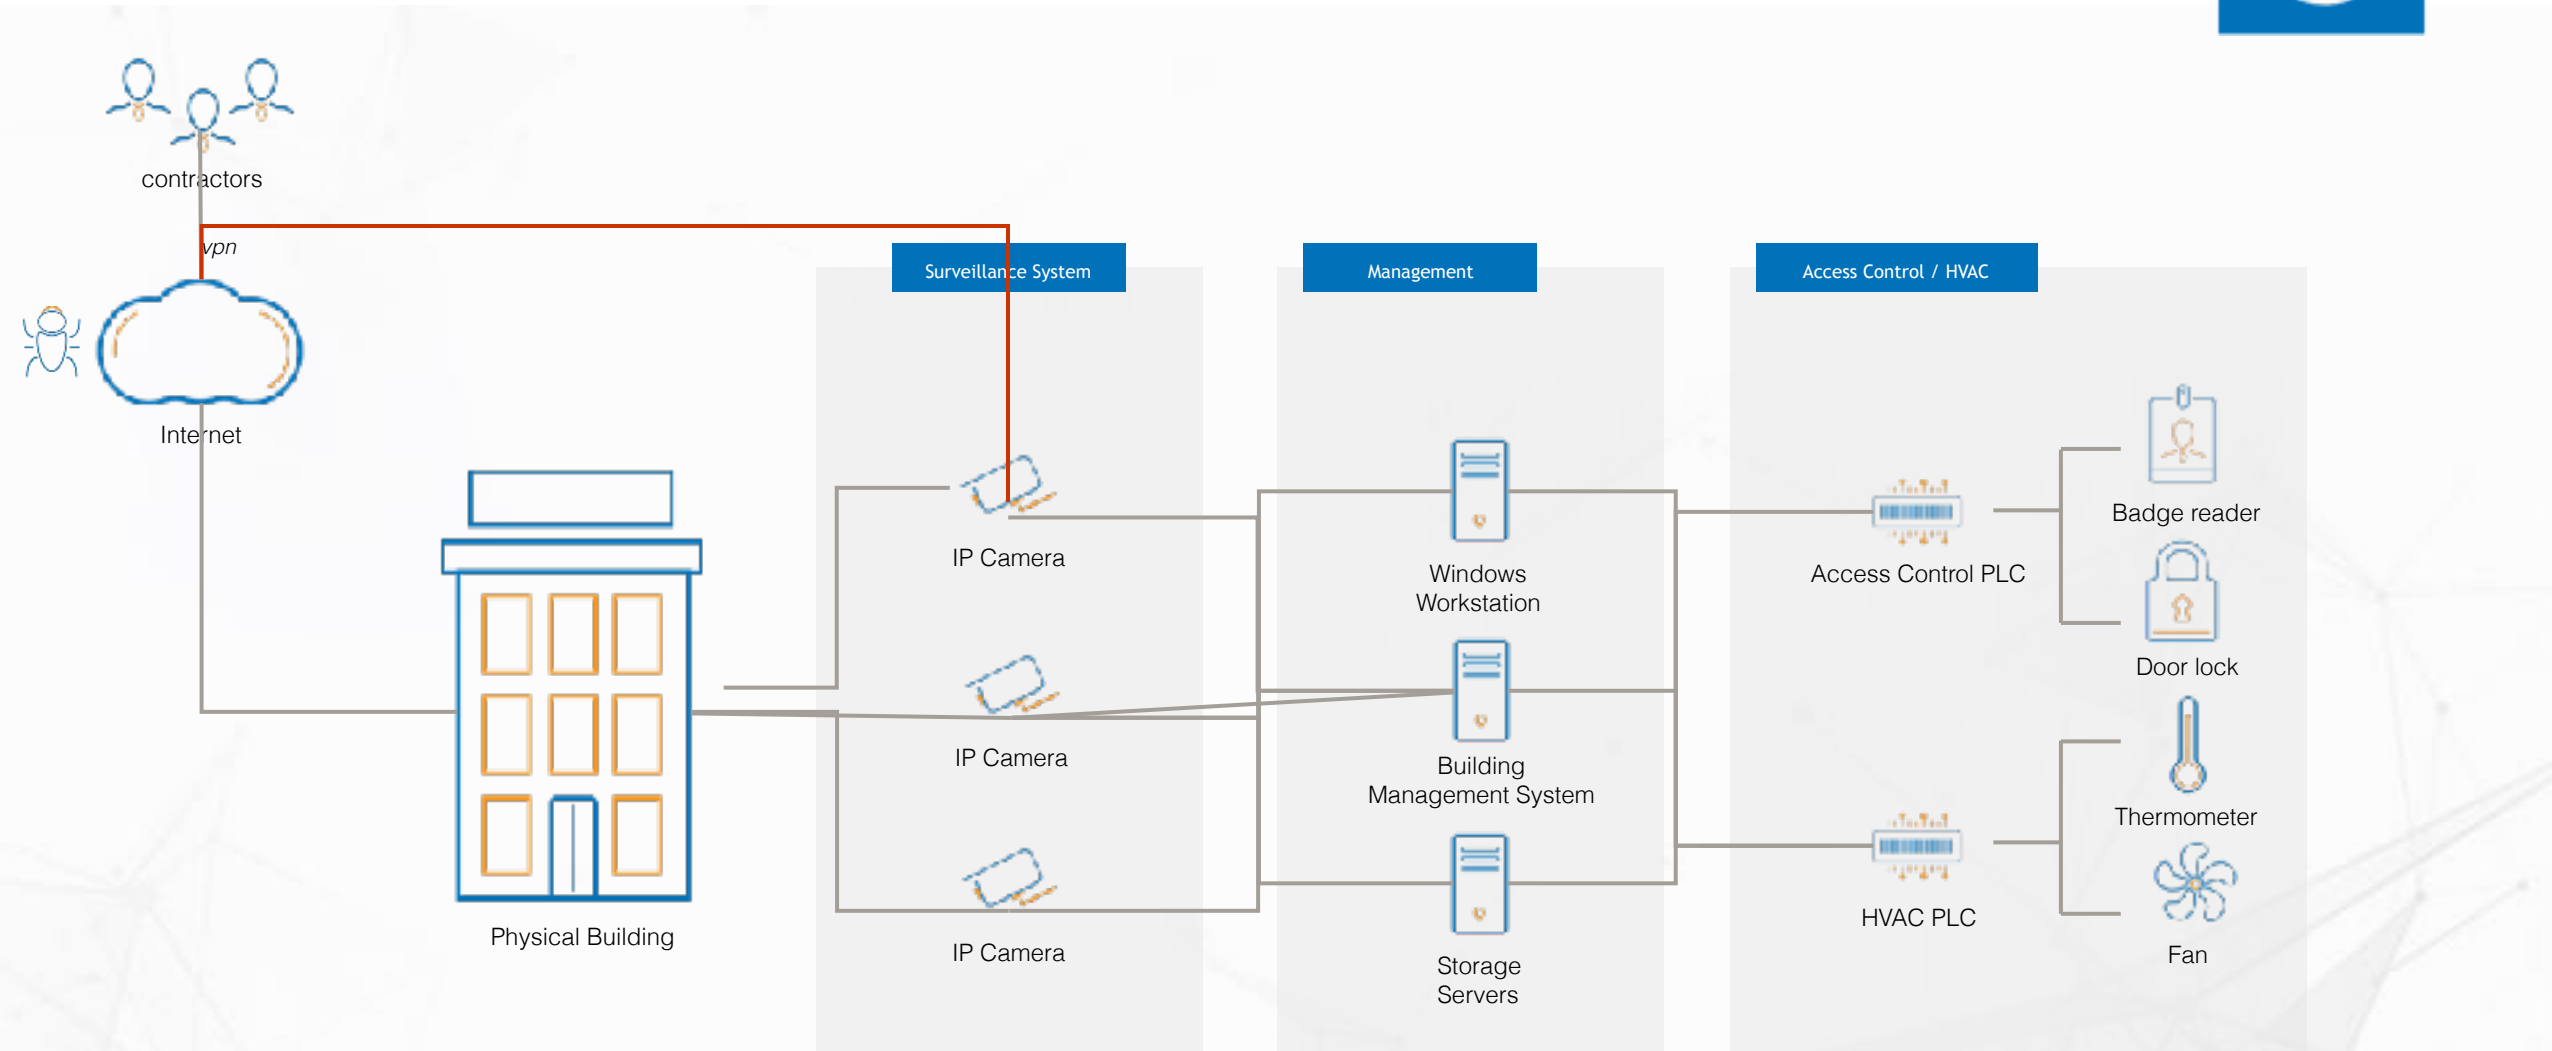 contractors
vpn
Internet
Physical Building
Surveillance System
IP Camera
IP Camera
IP Camera
Management
Windows
Workstation
Building
Management System
Storage
Servers
Access Control / HVAC
Access Control PLC
HVAC PLC
Badge reader
Door lock
Thermometer
Fan